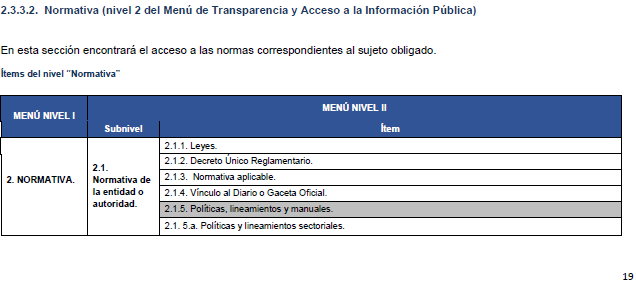 2.3.3.2. Normativa (nivel 2 del Menú de Transparencia y Acceso a la Información Pública)
En esta sección encontrará el acceso a las normas correspondientes al sujeto obligado.
Ítems del nivel "Normativa"
MENÚ NIVEL I
MENÚ NIVEL II
Subnivel
Ítem
2. NORMATIVA.
2.1.
Normativa de
la entidad o
autoridad.
2.1.1. Leyes.
2.1.2. Decreto Único Reglamentario.
2.1.3. Normativa aplicable.
2.1.4. Vínculo al Diario o Gaceta Oficial.
2.1.5. Políticas, lineamientos y manuales.
2.1. 5.a. Políticas y lineamientos sectoriales.
19